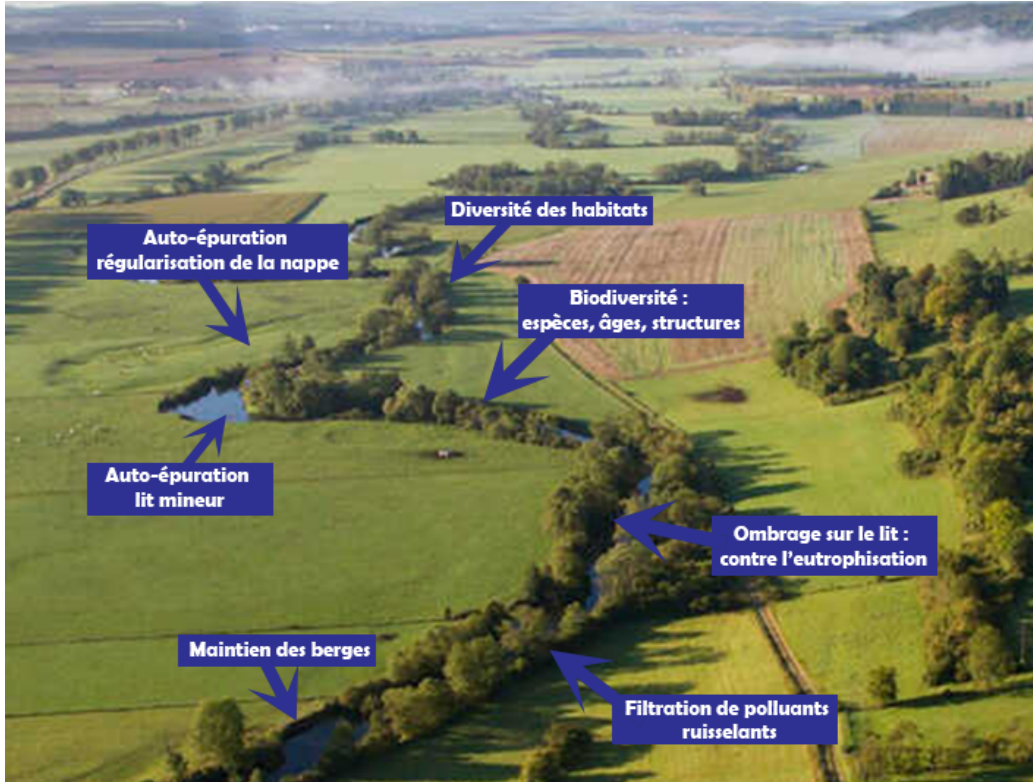 Diversité des habitats
Auto-épuration
régularisation de la nappe
Biodiversité :
espèces, âges, structures
Auto-épuration
lit mineur
Ombrage sur le lit :
contre l'eutrophisation
Maintien des berges
Filtration de polluants
ruisselants